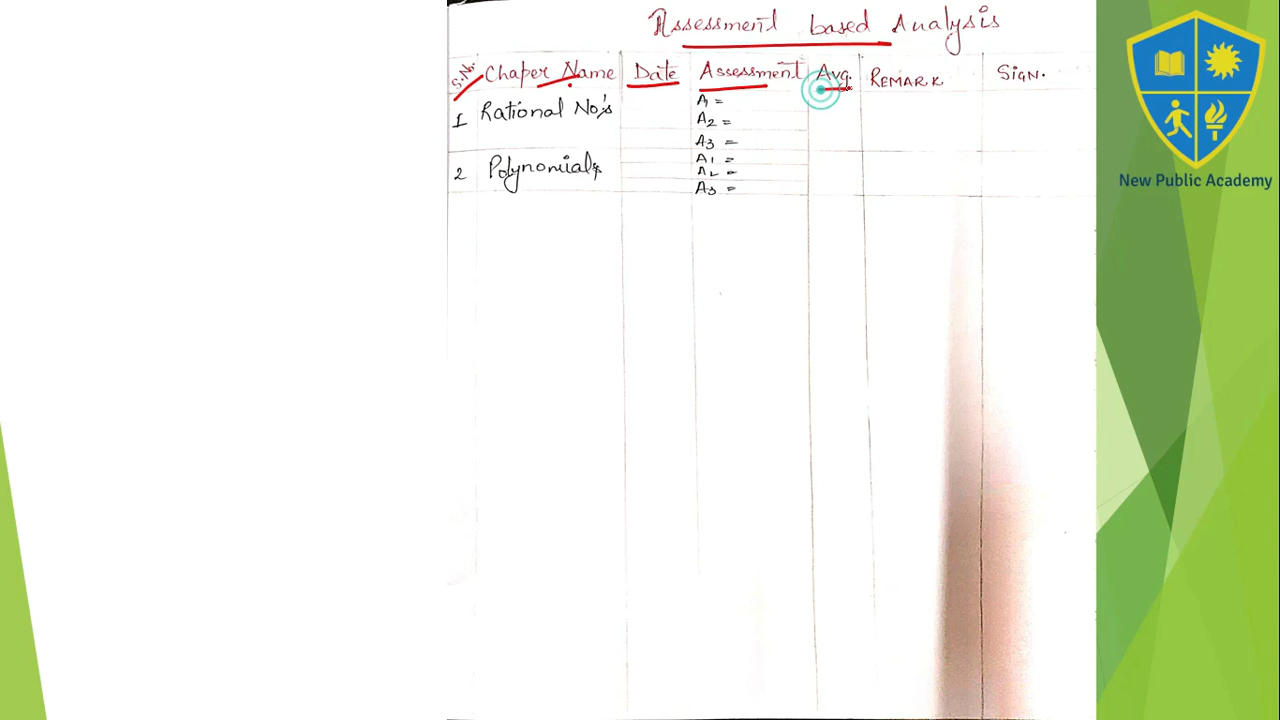 Assessment based Analysis
S.No. Chaper Name Date Assessment Avg. REMARK SIGN.
1 Rational No's A1 =
A2 =
A3 =
2 Polynomials A1 =
A2 =
A3 =
New Public Academy